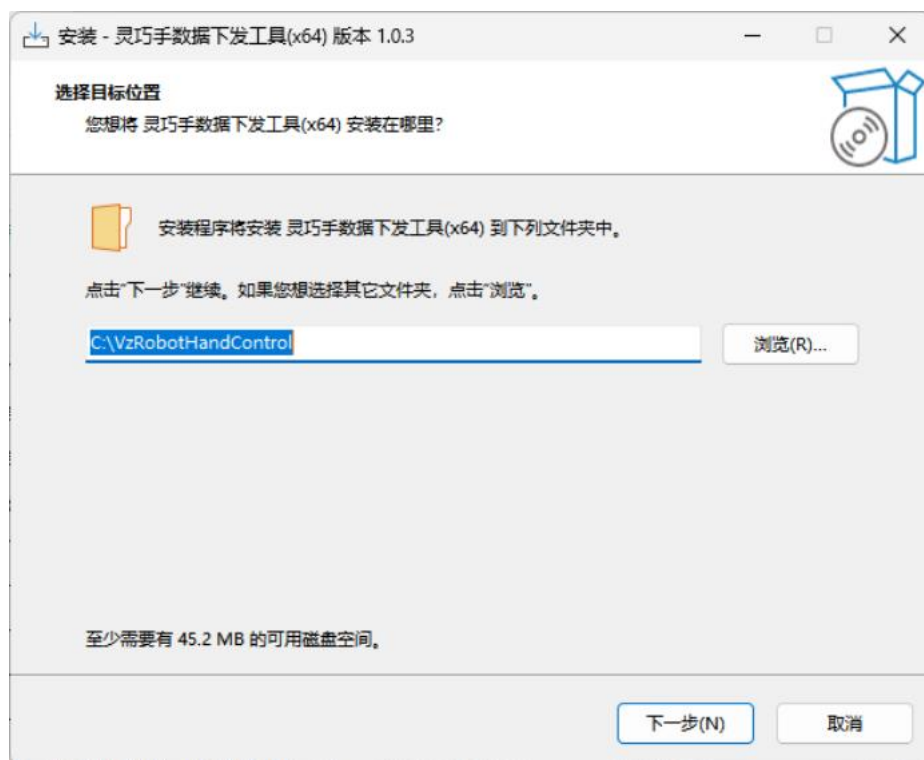 安装 - 灵巧手数据下发工具(x64) 版本 1.0.3
选择目标位置
您想将 灵巧手数据下发工具(x64) 安装在哪里?
安装程序将安装 灵巧手数据下发工具(x64) 到下列文件夹中。
点击“下一步”继续。如果您想选择其它文件夹，点击“浏览”。
C:\VzRobotHandControl
浏览(R)...
至少需要有 45.2 MB 的可用磁盘空间。
下一步(N)
取消